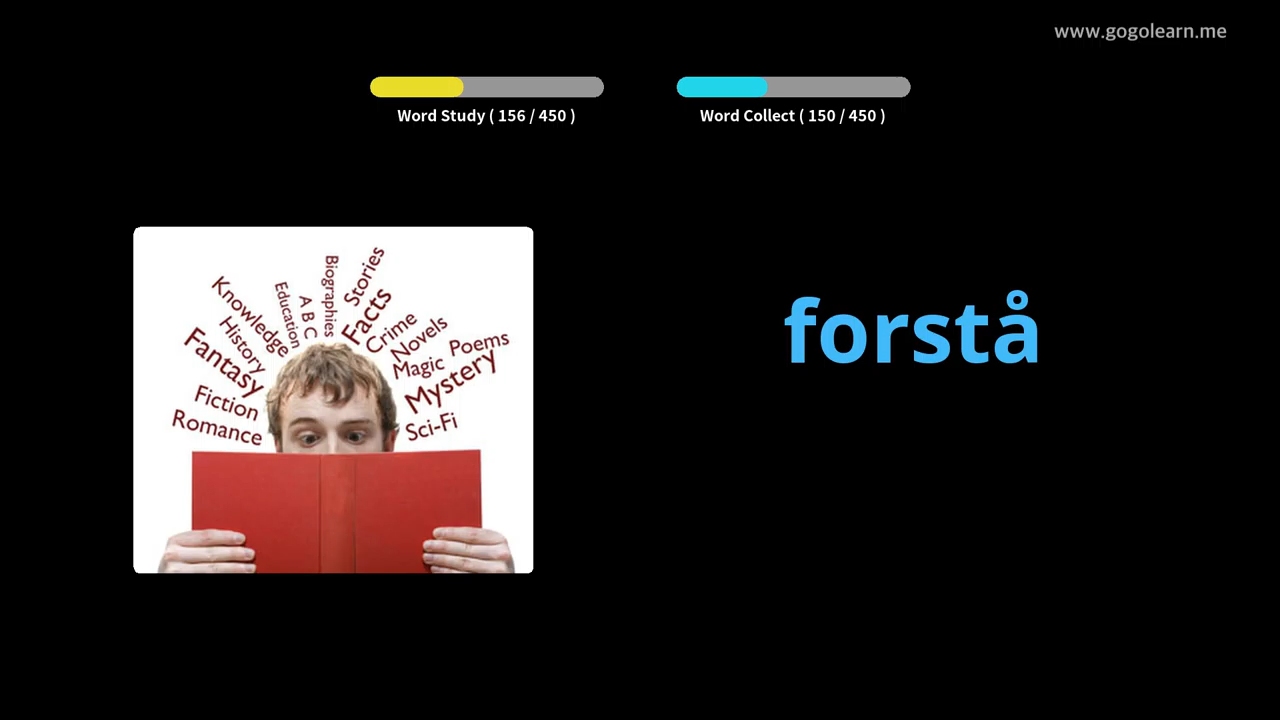 www.gogolearn.me
Word Study ( 156 / 450 )
Word Collect ( 150 / 450 )
forstå
Biographies
Stories
Knowledge
Education
A B C
Facts
History
Crime
Novels
Fantasy
Magic
Poems
Mystery
Fiction
Romance
Sci-Fi